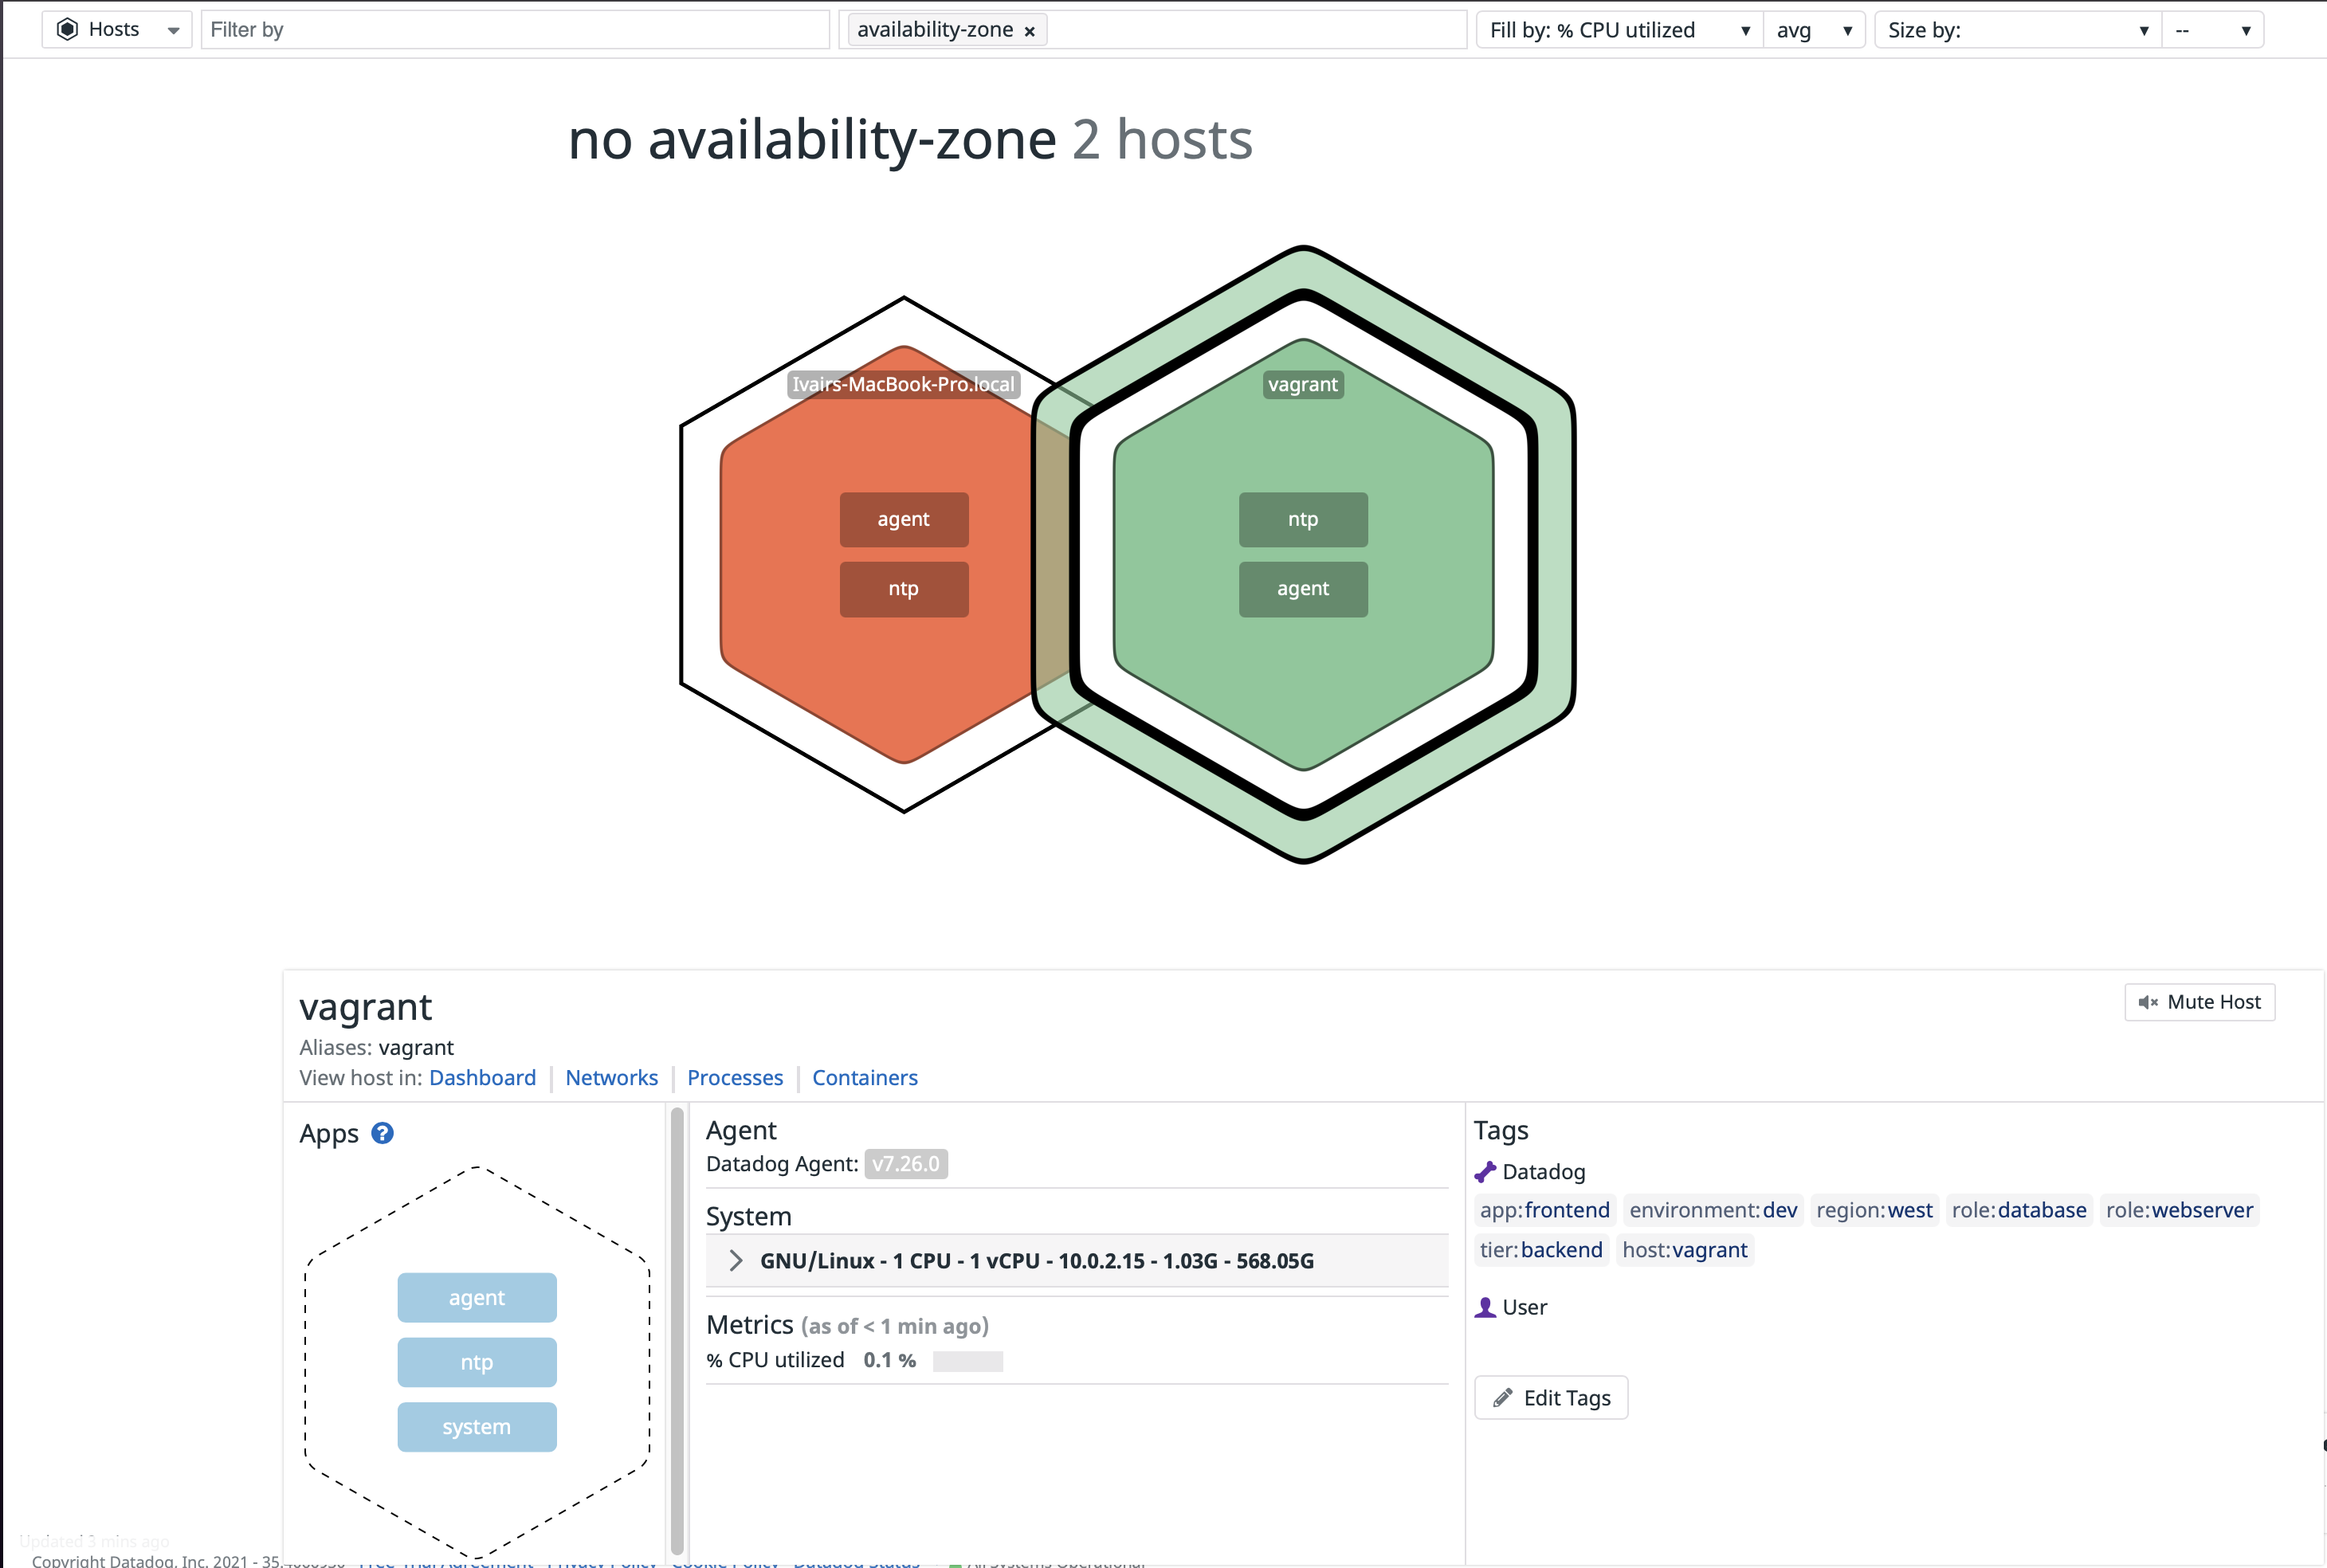 Hosts
Filter by
availability-zone ×
Fill by: % CPU utilized
avg
Size by:
--
no availability-zone 2 hosts
Ivairs-MacBook-Pro.local
agent
ntp
vagrant
ntp
agent
vagrant
Mute Host
Aliases: vagrant
View host in: Dashboard | Networks | Processes | Containers
Apps ?
agent
ntp
system
Agent
Datadog Agent: v7.26.0
System
GNU/Linux - 1 CPU - 1 vCPU - 10.0.2.15 - 1.03G - 568.05G
Metrics (as of < 1 min ago)
% CPU utilized 0.1 %
Tags
Datadog
app:frontend environment:dev region:west role:database role:webserver
tier:backend host:vagrant
User
Edit Tags
Updated 3 mins ago
Copyright Datadog, Inc. 2021 - 35. Free Trial Agreement Privacy Policy Cookie Policy Datadog Status All Systems Operational